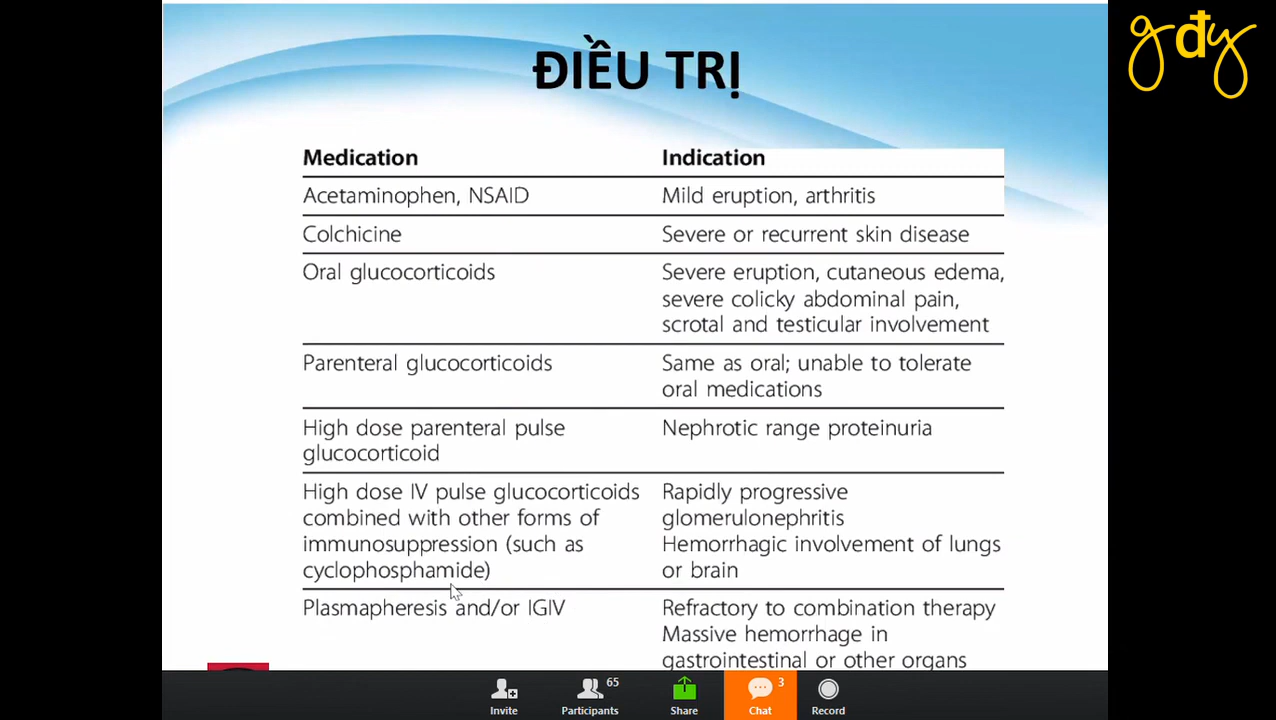 gdy
ĐIỀU TRỊ
Medication Indication
Acetaminophen, NSAID Mild eruption, arthritis
Colchicine Severe or recurrent skin disease
Oral glucocorticoids Severe eruption, cutaneous edema,
severe colicky abdominal pain,
scrotal and testicular involvement
Parenteral glucocorticoids Same as oral; unable to tolerate
oral medications
High dose parenteral pulse Nephrotic range proteinuria
glucocorticoid
High dose IV pulse glucocorticoids Rapidly progressive
combined with other forms of glomerulonephritis
immunosuppression (such as Hemorrhagic involvement of lungs
cyclophosphamide) or brain
Plasmapheresis and/or IGIV Refractory to combination therapy
Massive hemorrhage in
gastrointestinal or other organs
65 3
Invite Participants Share Chat Record